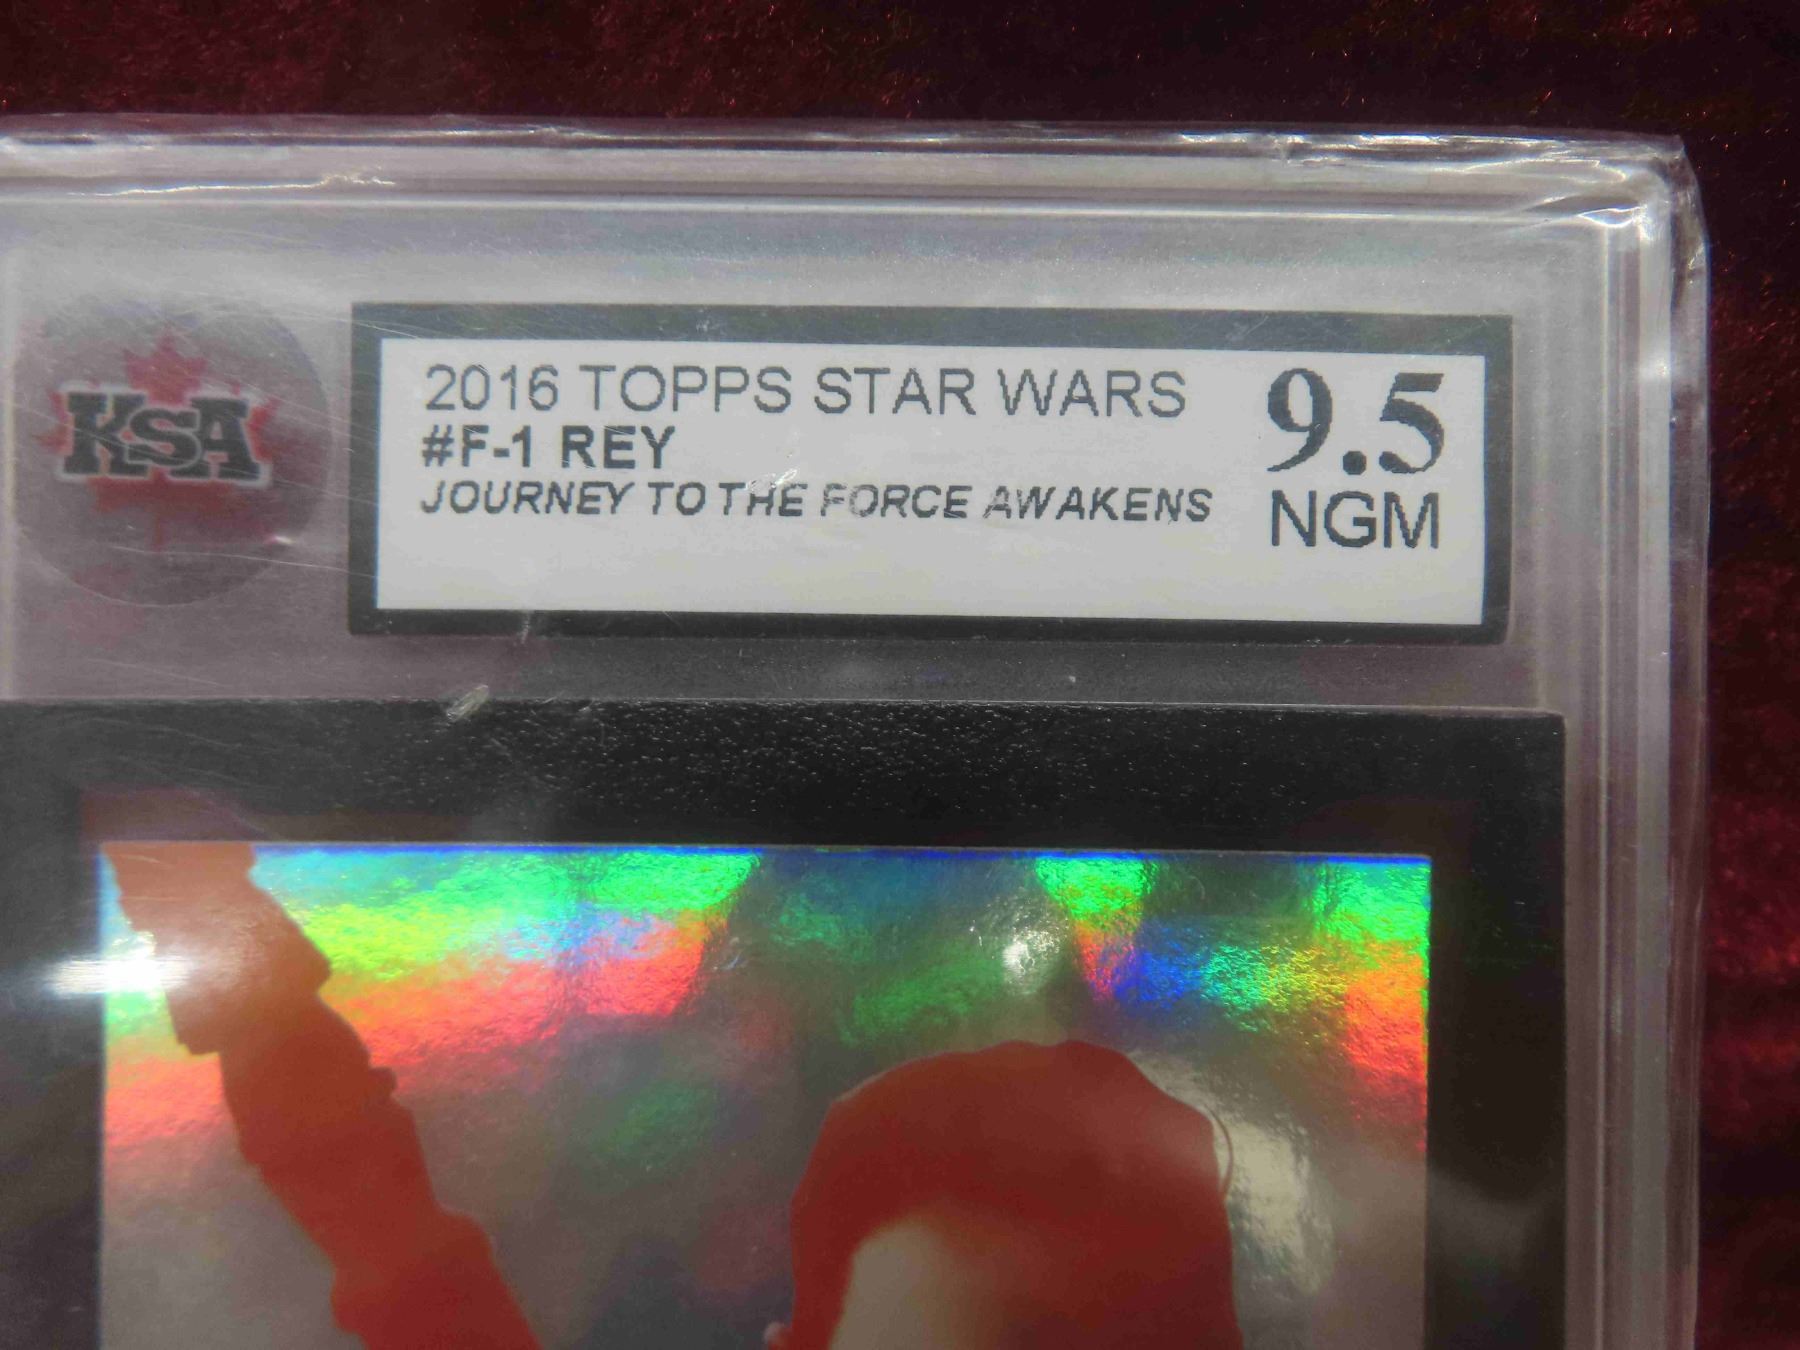 KSA
2016 TOPPS STAR WARS
#F-1 REY
JOURNEY TO THE FORCE AWAKENS
9.5
NGM